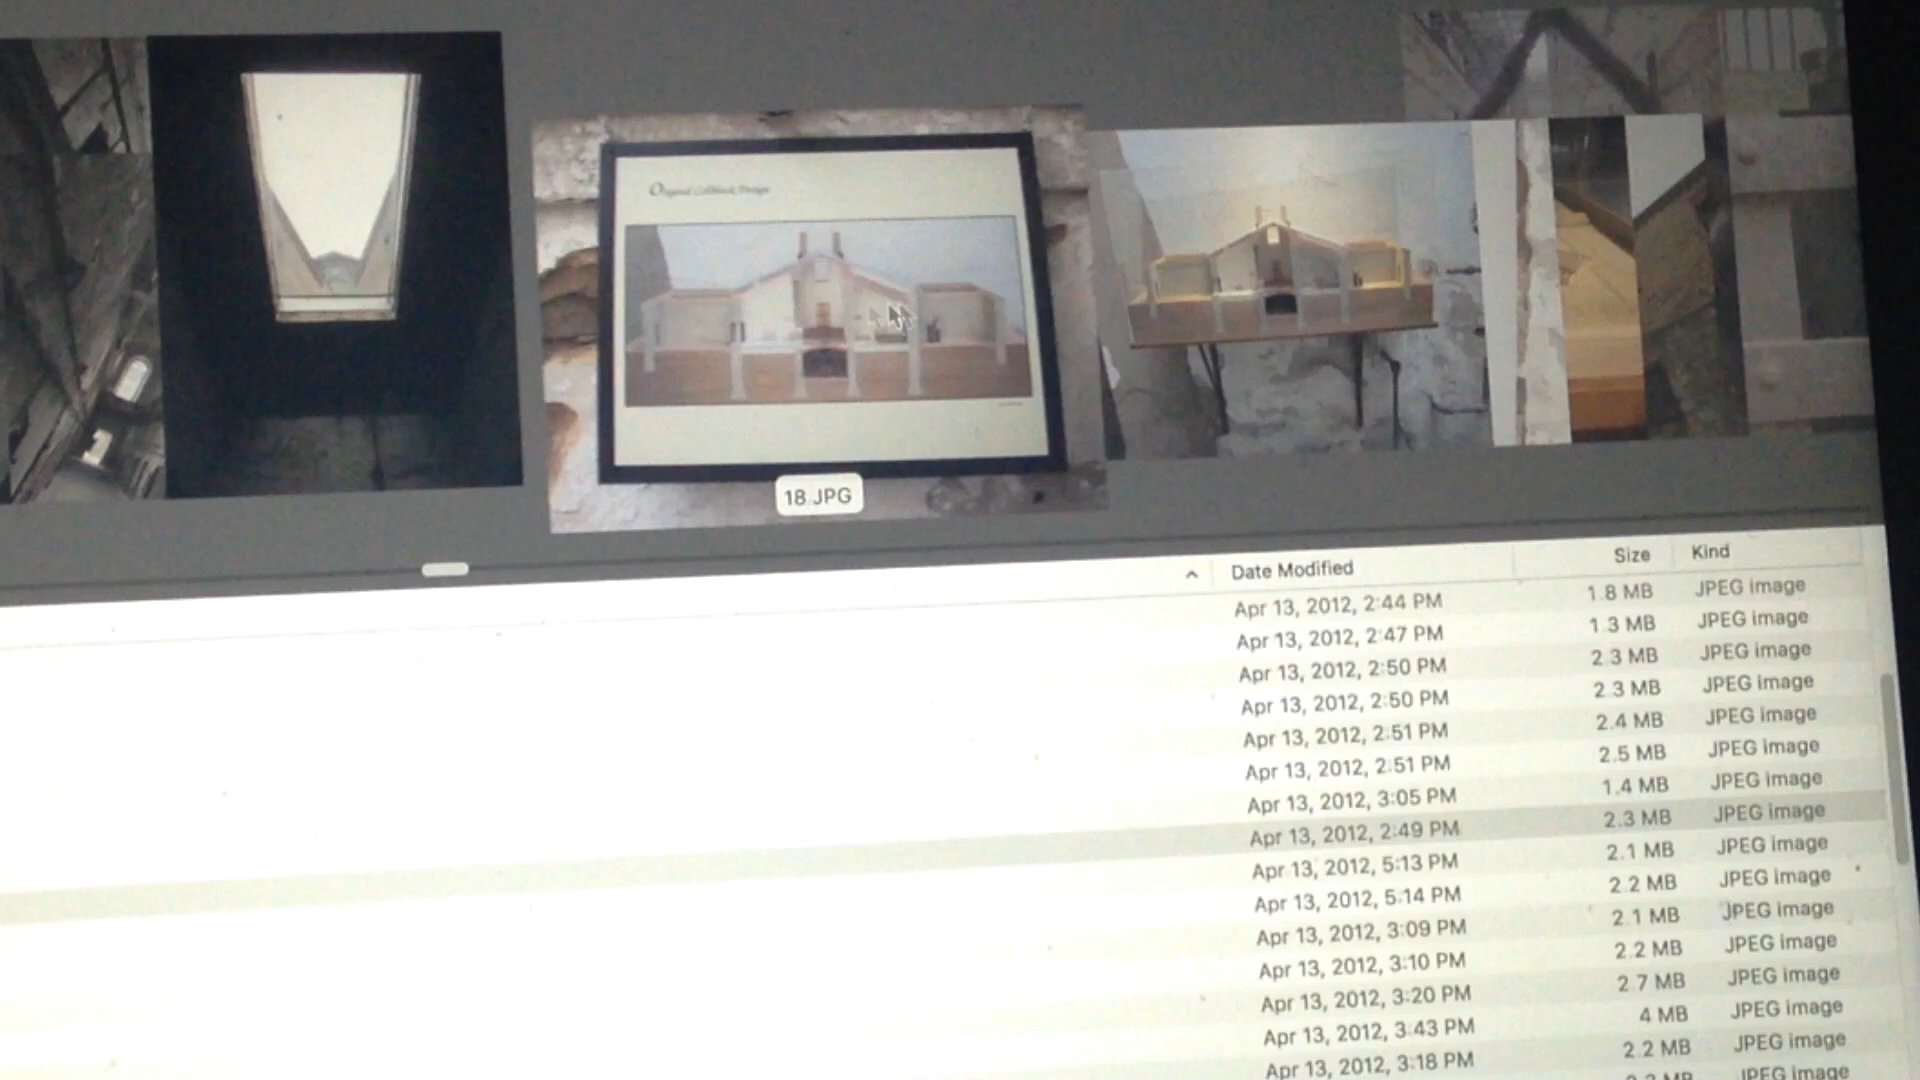 Original Cellblock Design
18.JPG
Date Modified Size Kind
Apr 13, 2012, 2:44 PM 1.8 MB JPEG image
Apr 13, 2012, 2:47 PM 1.3 MB JPEG image
Apr 13, 2012, 2:50 PM 2.3 MB JPEG image
Apr 13, 2012, 2:50 PM 2.3 MB JPEG image
Apr 13, 2012, 2:51 PM 2.4 MB JPEG image
Apr 13, 2012, 2:51 PM 2.5 MB JPEG image
Apr 13, 2012, 3:05 PM 1.4 MB JPEG image
Apr 13, 2012, 2:49 PM 2.3 MB JPEG image
Apr 13, 2012, 5:13 PM 2.1 MB JPEG image
Apr 13, 2012, 5:14 PM 2.2 MB JPEG image
Apr 13, 2012, 3:09 PM 2.1 MB JPEG image
Apr 13, 2012, 3:10 PM 2.2 MB JPEG image
Apr 13, 2012, 3:20 PM 2.7 MB JPEG image
Apr 13, 2012, 3:43 PM 4 MB JPEG image
Apr 13, 2012, 3:18 PM 2.2 MB JPEG image
MB JPEG image